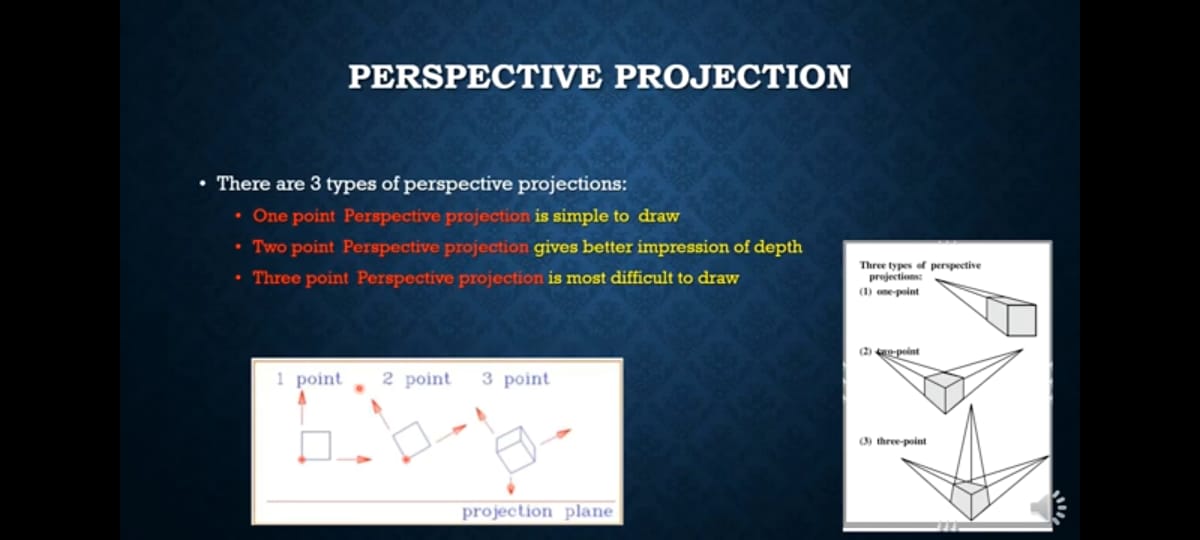 PERSPECTIVE PROJECTION
• There are 3 types of perspective projections:
• One point Perspective projection is simple to draw
• Two point Perspective projection gives better impression of depth
• Three point Perspective projection is most difficult to draw
1 point 2 point 3 point
projection plane
Three types of perspective
projections:
(1) one-point
(2) two-point
(3) three-point